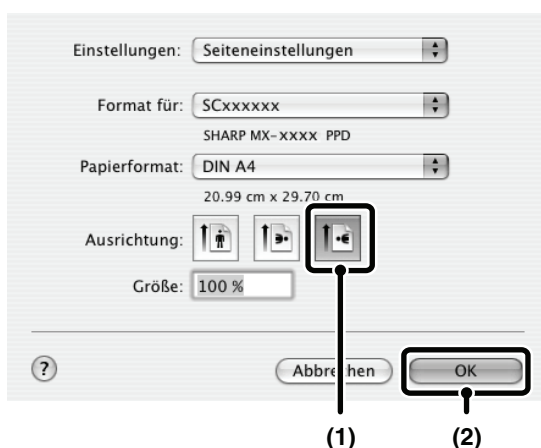 Einstellungen: Seiteneinstellungen
Format für: SCxxxxxx
SHARP MX-xxxx PPD
Papierformat: DIN A4
20.99 cm x 29.70 cm
Ausrichtung:
Größe: 100 %
? Abbrechen OK
(1) (2)